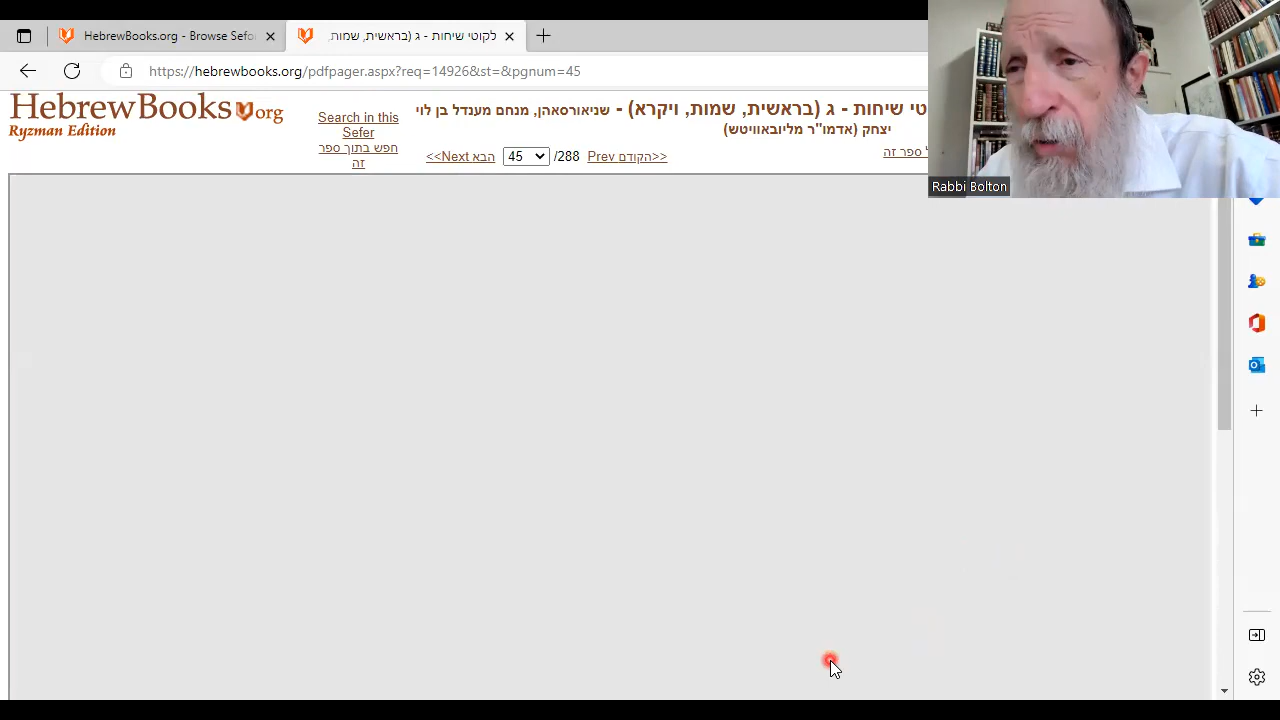 HebrewBooks.org - Browse Sefo
לקוטי שיחות - ג (בראשית, שמות,
https://hebrewbooks.org/pdfpager.aspx?req=14926&st=&pgnum=45
HebrewBooks.org
Ryzman Edition
Search in this
Sefer
חפש בתוך ספר
זה
קוטי שיחות - ג (בראשית, שמות, ויקרא) - שניאורסאהן, מנחם מענדל בן לוי
יצחק (אדמו"ר מליובאוויטש)
<<Next הבא
45
/288
Prev הקודם>>
ספר זה
Rabbi Bolton